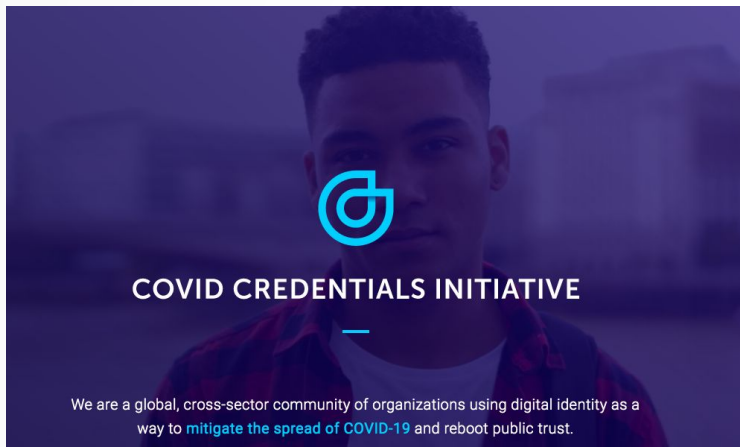 COVID CREDENTIALS INITIATIVE
We are a global, cross-sector community of organizations using digital identity as a
way to mitigate the spread of COVID-19 and reboot public trust.